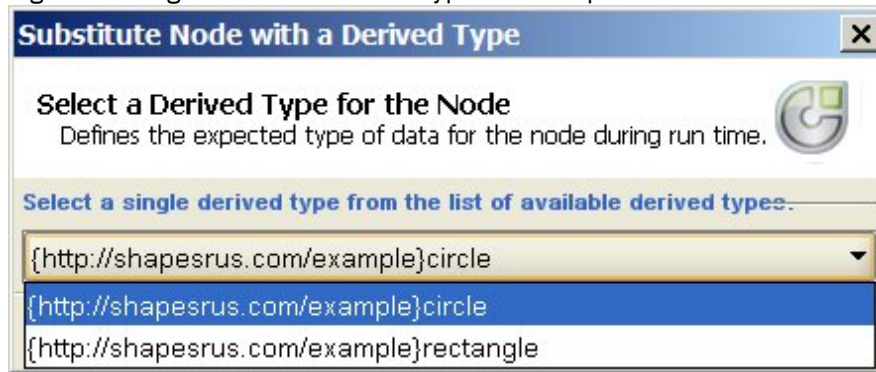 Substitute Node with a Derived Type
Select a Derived Type for the Node
Defines the expected type of data for the node during run time.
Select a single derived type from the list of available derived types.
{http://shapesrus.com/example}circle
{http://shapesrus.com/example}circle
{http://shapesrus.com/example}rectangle